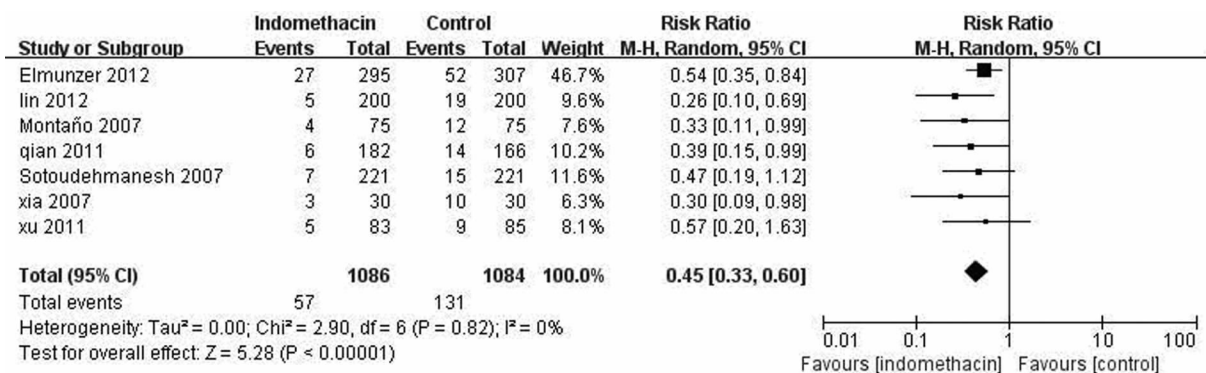 Indomethacin Control Risk Ratio Risk Ratio
Study or Subgroup Events Total Events Total Weight M-H, Random, 95% CI M-H, Random, 95% CI
Elmunzer 2012 27 295 52 307 46.7% 0.54 [0.35, 0.84]
lin 2012 5 200 19 200 9.6% 0.26 [0.10, 0.69]
Montaño 2007 4 75 12 75 7.6% 0.33 [0.11, 0.99]
qian 2011 6 182 14 166 10.2% 0.39 [0.15, 0.99]
Sotoudehmanesh 2007 7 221 15 221 11.6% 0.47 [0.19, 1.12]
xia 2007 3 30 10 30 6.3% 0.30 [0.09, 0.98]
xu 2011 5 83 9 85 8.1% 0.57 [0.20, 1.63]
Total (95% CI) 1086 1084 100.0% 0.45 [0.33, 0.60]
Total events 57 131
Heterogeneity: Tau² = 0.00; Chi² = 2.90, df = 6 (P = 0.82); I² = 0%
Test for overall effect: Z = 5.28 (P < 0.00001)
0.01 0.1 1 10 100
Favours [indomethacin] Favours [control]